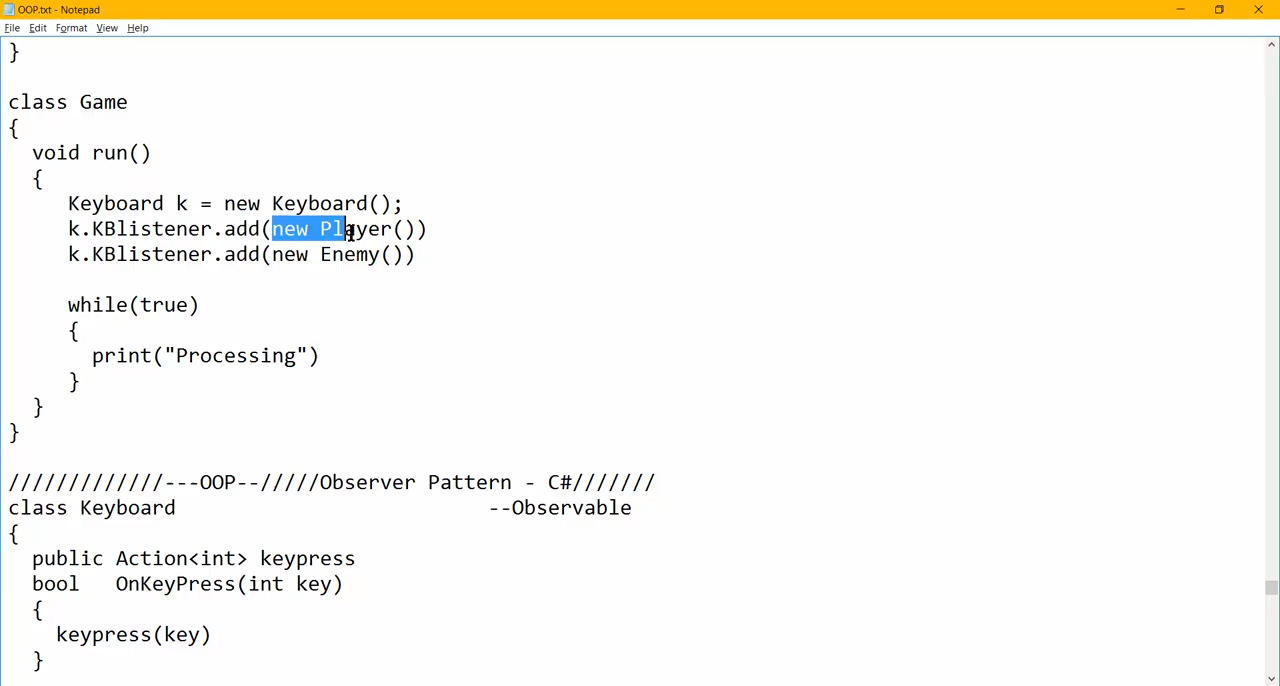 OOP.txt - Notepad
File Edit Format View Help
}
class Game
{
void run()
{
Keyboard k = new Keyboard();
k.KBlistener.add(new Player())
k.KBlistener.add(new Enemy())
while(true)
{
print("Processing")
}
}
}
/////////////---OOP--/////Observer Pattern - C#///////
class Keyboard --Observable
{
public Action<int> keypress
bool OnKeyPress(int key)
{
keypress(key)
}